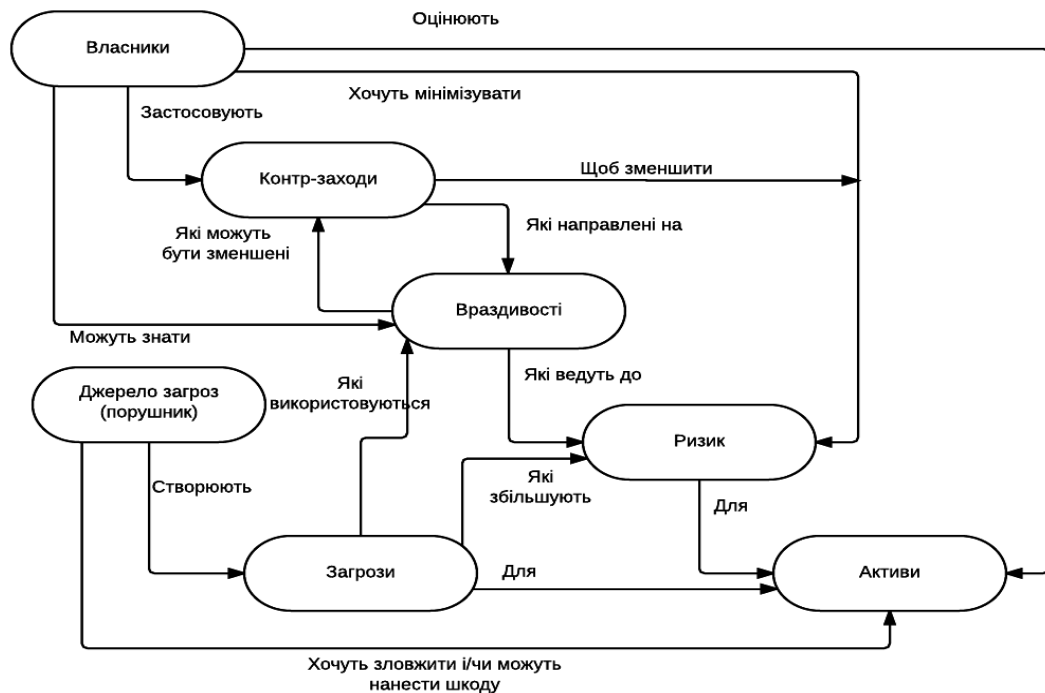 Оцінюють
Власники
Хочуть мінімізувати
Застосовують
Щоб зменшити
Контр-заходи
Які можуть
бути зменшені
Які направлені на
Враздивості
Можуть знати
Які ведуть до
Джерело загроз
(порушник)
Які
використовуються
Ризик
Створюють
Які
збільшують
Для
Загрози
Для
Активи
Хочуть зловжити і/чи можуть
нанести шкоду